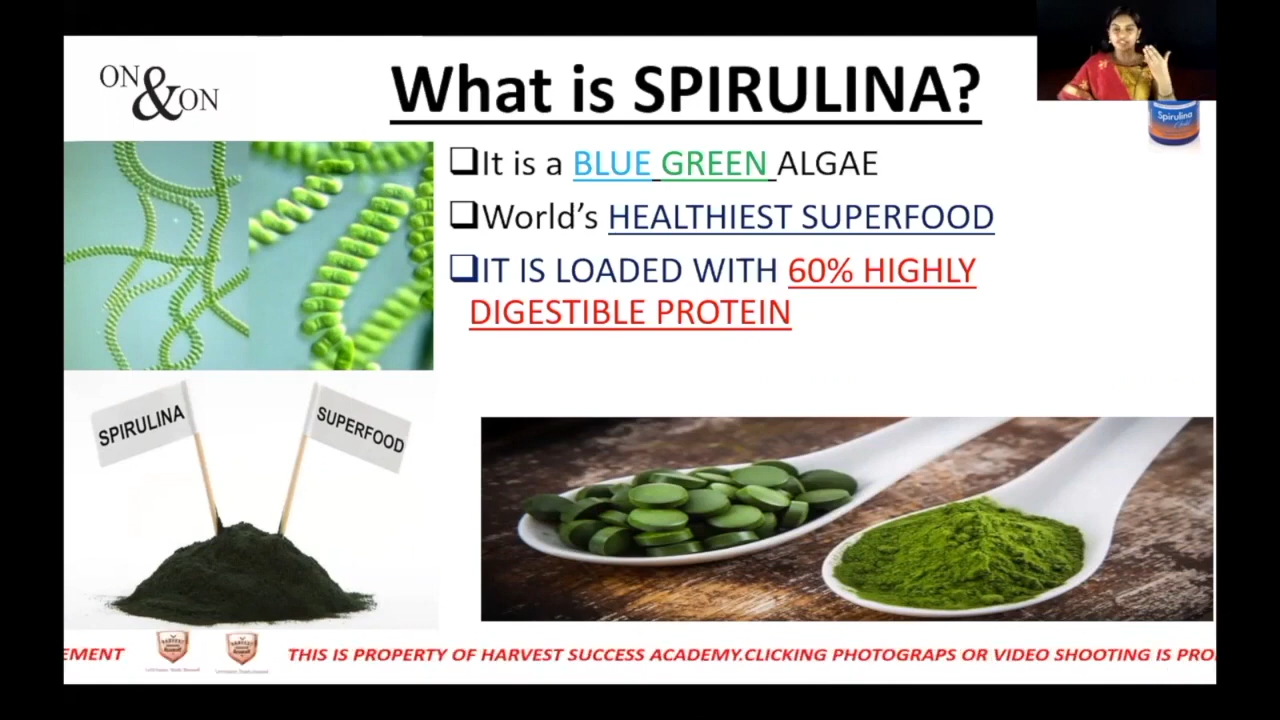 ON
&
ON
What is SPIRULINA?
Spirulina
It is a BLUE GREEN ALGAE
World's HEALTHIEST SUPERFOOD
IT IS LOADED WITH 60% HIGHLY
DIGESTIBLE PROTEIN
SPIRULINA
SUPERFOOD
EMENT
THIS IS PROPERTY OF HARVEST SUCCESS ACADEMY.CLICKING PHOTOGRAPS OR VIDEO SHOOTING IS PRO